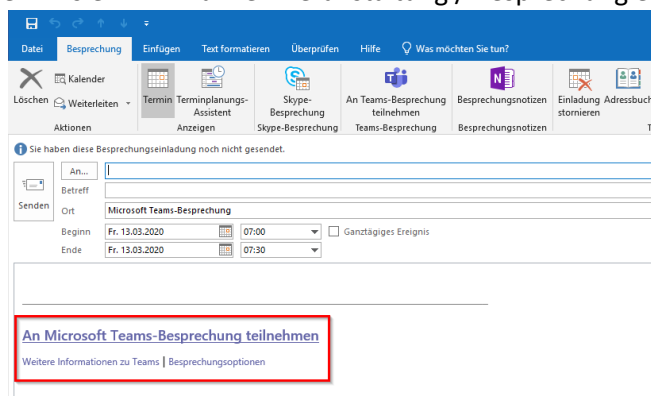 Datei Besprechung Einfügen Text formatieren Überprüfen Hilfe Was möchten Sie tun?
Löschen Kalender Weiterleiten Termin Terminplanungs-Assistent Skype-Besprechung An Teams-Besprechung teilnehmen Besprechungsnotizen Einladung stornieren Adressbuch
Aktionen Anzeigen Skype-Besprechung Teams-Besprechung Besprechungsnotizen
Sie haben diese Besprechungseinladung noch nicht gesendet.
Senden
An...
Betreff
Ort Microsoft Teams-Besprechung
Beginn Fr. 13.03.2020 07:00 Ganztägiges Ereignis
Ende Fr. 13.03.2020 07:30
An Microsoft Teams-Besprechung teilnehmen
Weitere Informationen zu Teams | Besprechungsoptionen